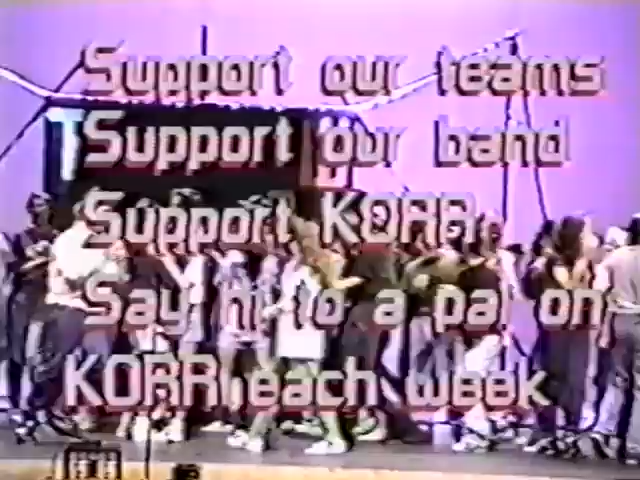 Support our teams
Support our band
Support KORR
Say hi to a pal on
KORR each week